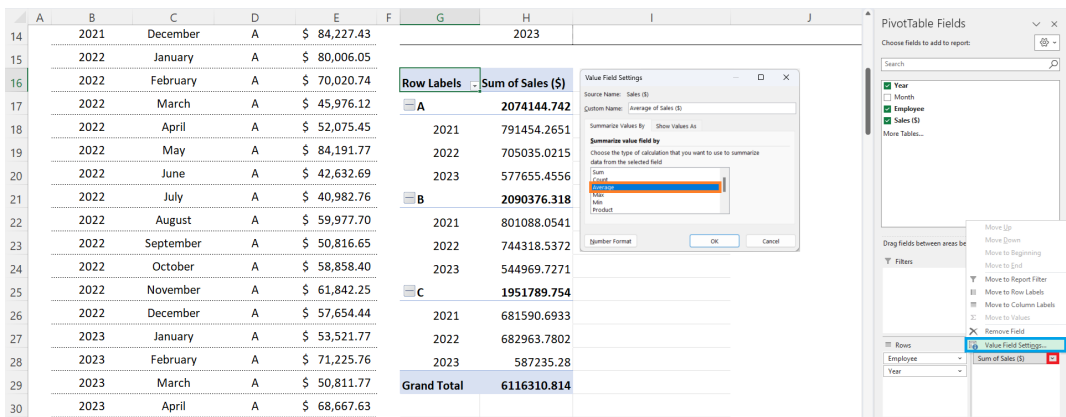 A B C D E F G H I J
14 2021 December A $ 84,227.43 2023
15 2022 January A $ 80,006.05
16 2022 February A $ 70,020.74 Row Labels Sum of Sales ($)
17 2022 March A $ 45,976.12 A 2074144.742
18 2022 April A $ 52,075.45 2021 791454.2651
19 2022 May A $ 84,191.77 2022 705035.0215
20 2022 June A $ 42,632.69 2023 577655.4556
21 2022 July A $ 40,982.76 B 2090376.318
22 2022 August A $ 59,977.70 2021 801088.0541
23 2022 September A $ 50,816.65 2022 744318.5372
24 2022 October A $ 58,858.40 2023 544969.7271
25 2022 November A $ 61,842.25 C 1951789.754
26 2022 December A $ 57,654.44 2021 681590.6933
27 2023 January A $ 53,521.77 2022 682963.7802
28 2023 February A $ 71,225.76 2023 587235.28
29 2023 March A $ 50,811.77 Grand Total 6116310.814
30 2023 April A $ 68,667.63
Value Field Settings
Source Name: Sales ($)
Custom Name: Average of Sales ($)
Summarize Values By Show Values As
Summarize value field by
Choose the type of calculation that you want to use to summarize
data from the selected field
Sum
Count
Average
Max
Min
Product
Number Format OK Cancel
PivotTable Fields
Choose fields to add to report:
Search
Year
Month
Employee
Sales ($)
More Tables...
Drag fields between areas be
Filters
Move Up
Move Down
Move to Beginning
Move to End
Move to Report Filter
Move to Row Labels
Move to Column Labels
Move to Values
Remove Field
Value Field Settings...
Rows
Employee
Year
Sum of Sales ($)